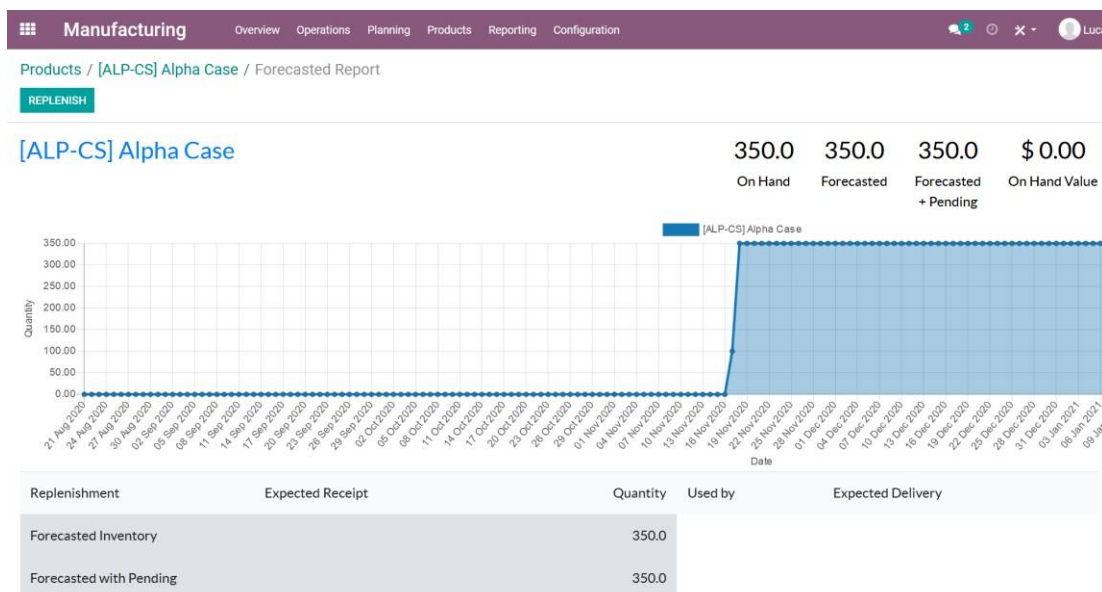 Manufacturing Overview Operations Planning Products Reporting Configuration 2 Luca
Products / [ALP-CS] Alpha Case / Forecasted Report
REPLENISH
[ALP-CS] Alpha Case
350.0 350.0 350.0 $ 0.00
On Hand Forecasted Forecasted On Hand Value
+ Pending
[ALP-CS] Alpha Case
350.00
300.00
250.00
200.00
150.00
100.00
50.00
0.00
Quantity
21 Aug 2020 24 Aug 2020 27 Aug 2020 30 Aug 2020 02 Sep 2020 05 Sep 2020 08 Sep 2020 11 Sep 2020 14 Sep 2020 17 Sep 2020 20 Sep 2020 23 Sep 2020 26 Sep 2020 29 Sep 2020 02 Oct 2020 05 Oct 2020 08 Oct 2020 11 Oct 2020 14 Oct 2020 17 Oct 2020 20 Oct 2020 23 Oct 2020 26 Oct 2020 29 Oct 2020 01 Nov 2020 04 Nov 2020 07 Nov 2020 10 Nov 2020 13 Nov 2020 16 Nov 2020 19 Nov 2020 22 Nov 2020 25 Nov 2020 28 Nov 2020 01 Dec 2020 04 Dec 2020 07 Dec 2020 10 Dec 2020 13 Dec 2020 16 Dec 2020 19 Dec 2020 22 Dec 2020 25 Dec 2020 28 Dec 2020 31 Dec 2020 03 Jan 2021 06 Jan 2021 09 Ja
Date
Replenishment Expected Receipt Quantity Used by Expected Delivery
Forecasted Inventory 350.0
Forecasted with Pending 350.0